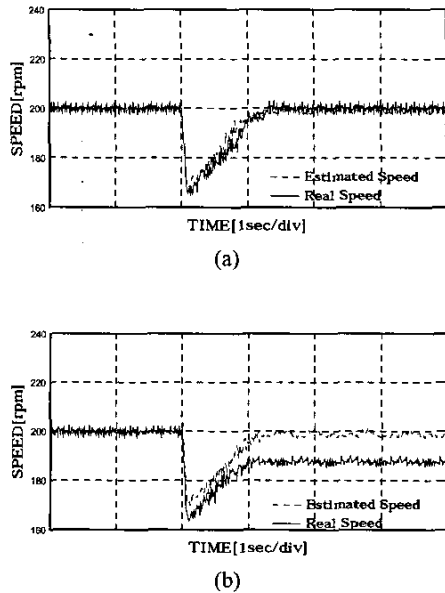 240
220
200
180
160
SPEED[rpm]
Estimated Speed
Real Speed
TIME[1sec/div]
(a)
240
220
200
180
160
SPEED[rpm]
Estimated Speed
Real Speed
TIME[1sec/div]
(b)